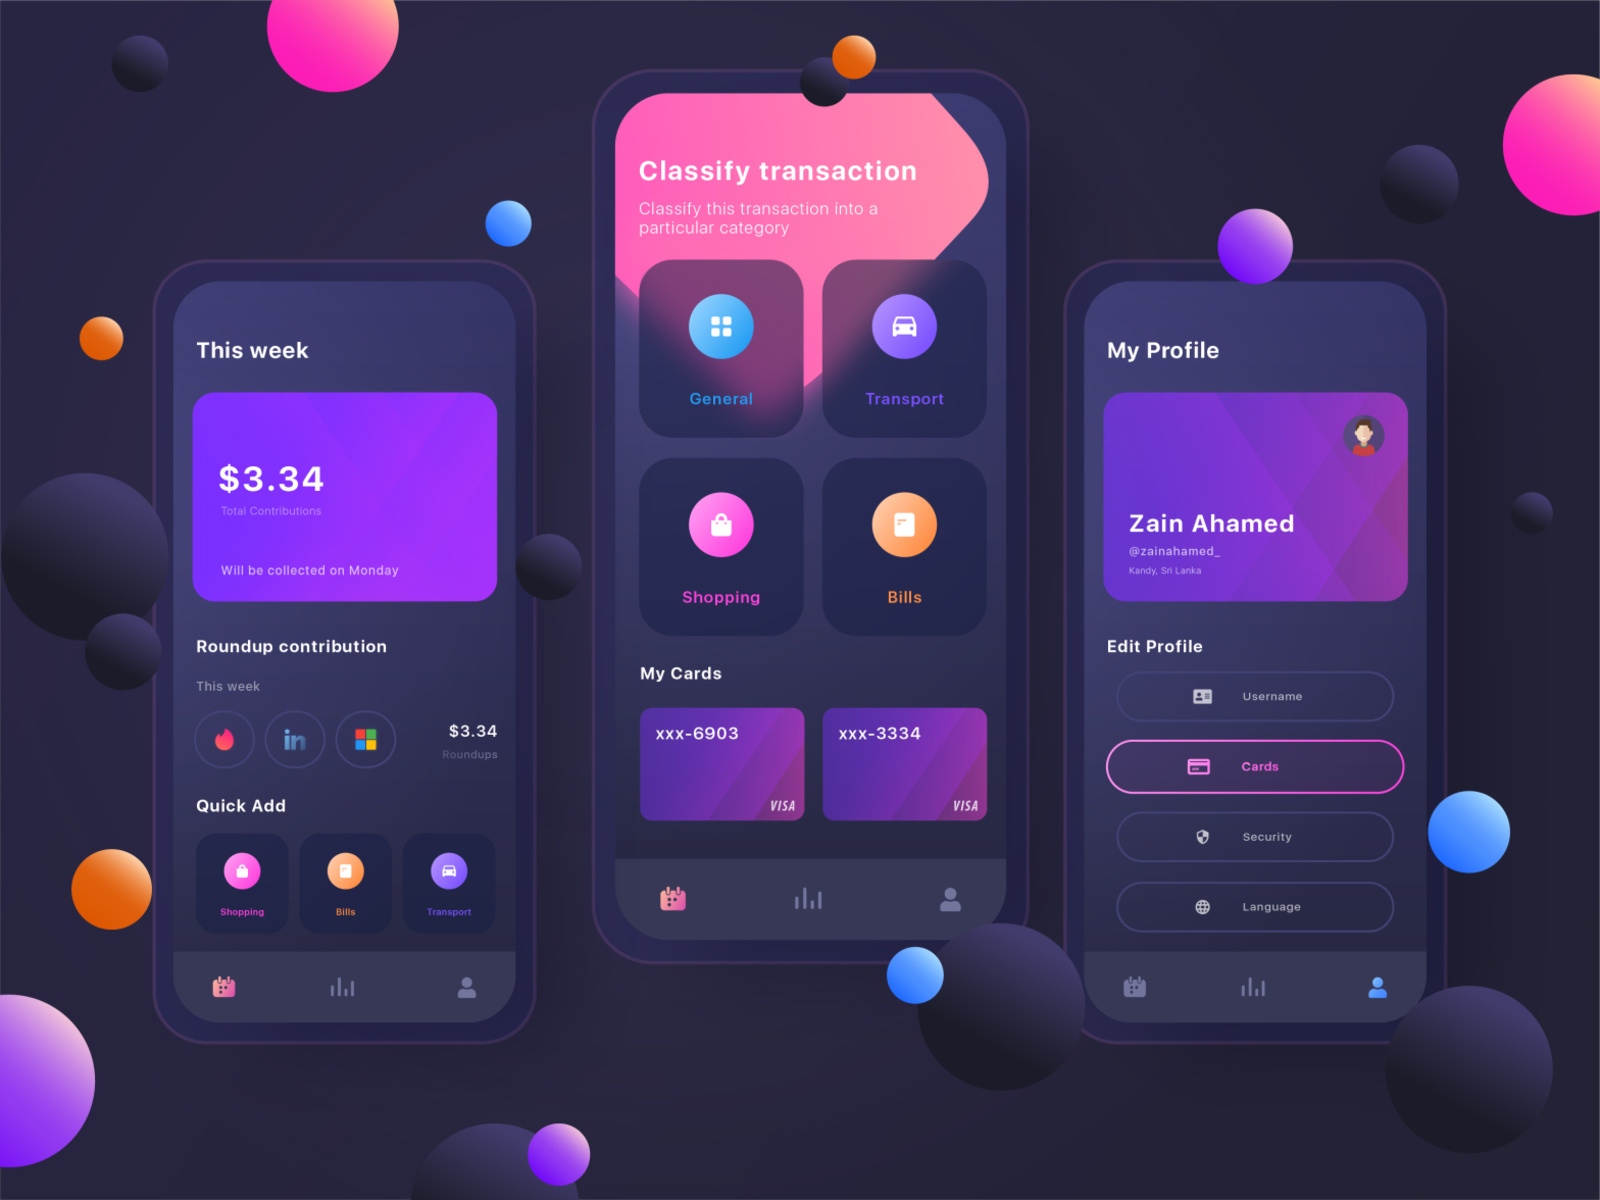 This week
$3.34
Total Contributions
Will be collected on Monday
Roundup contribution
This week
in
$3.34
Roundups
Quick Add
Shopping
Bills
Transport
Classify transaction
Classify this transaction into a
particular category
General
Transport
Shopping
Bills
My Cards
xxx-6903
VISA
xxx-3334
VISA
My Profile
Zain Ahamed
@zainahamed_
Kandy, Sri Lanka
Edit Profile
Username
Cards
Security
Language